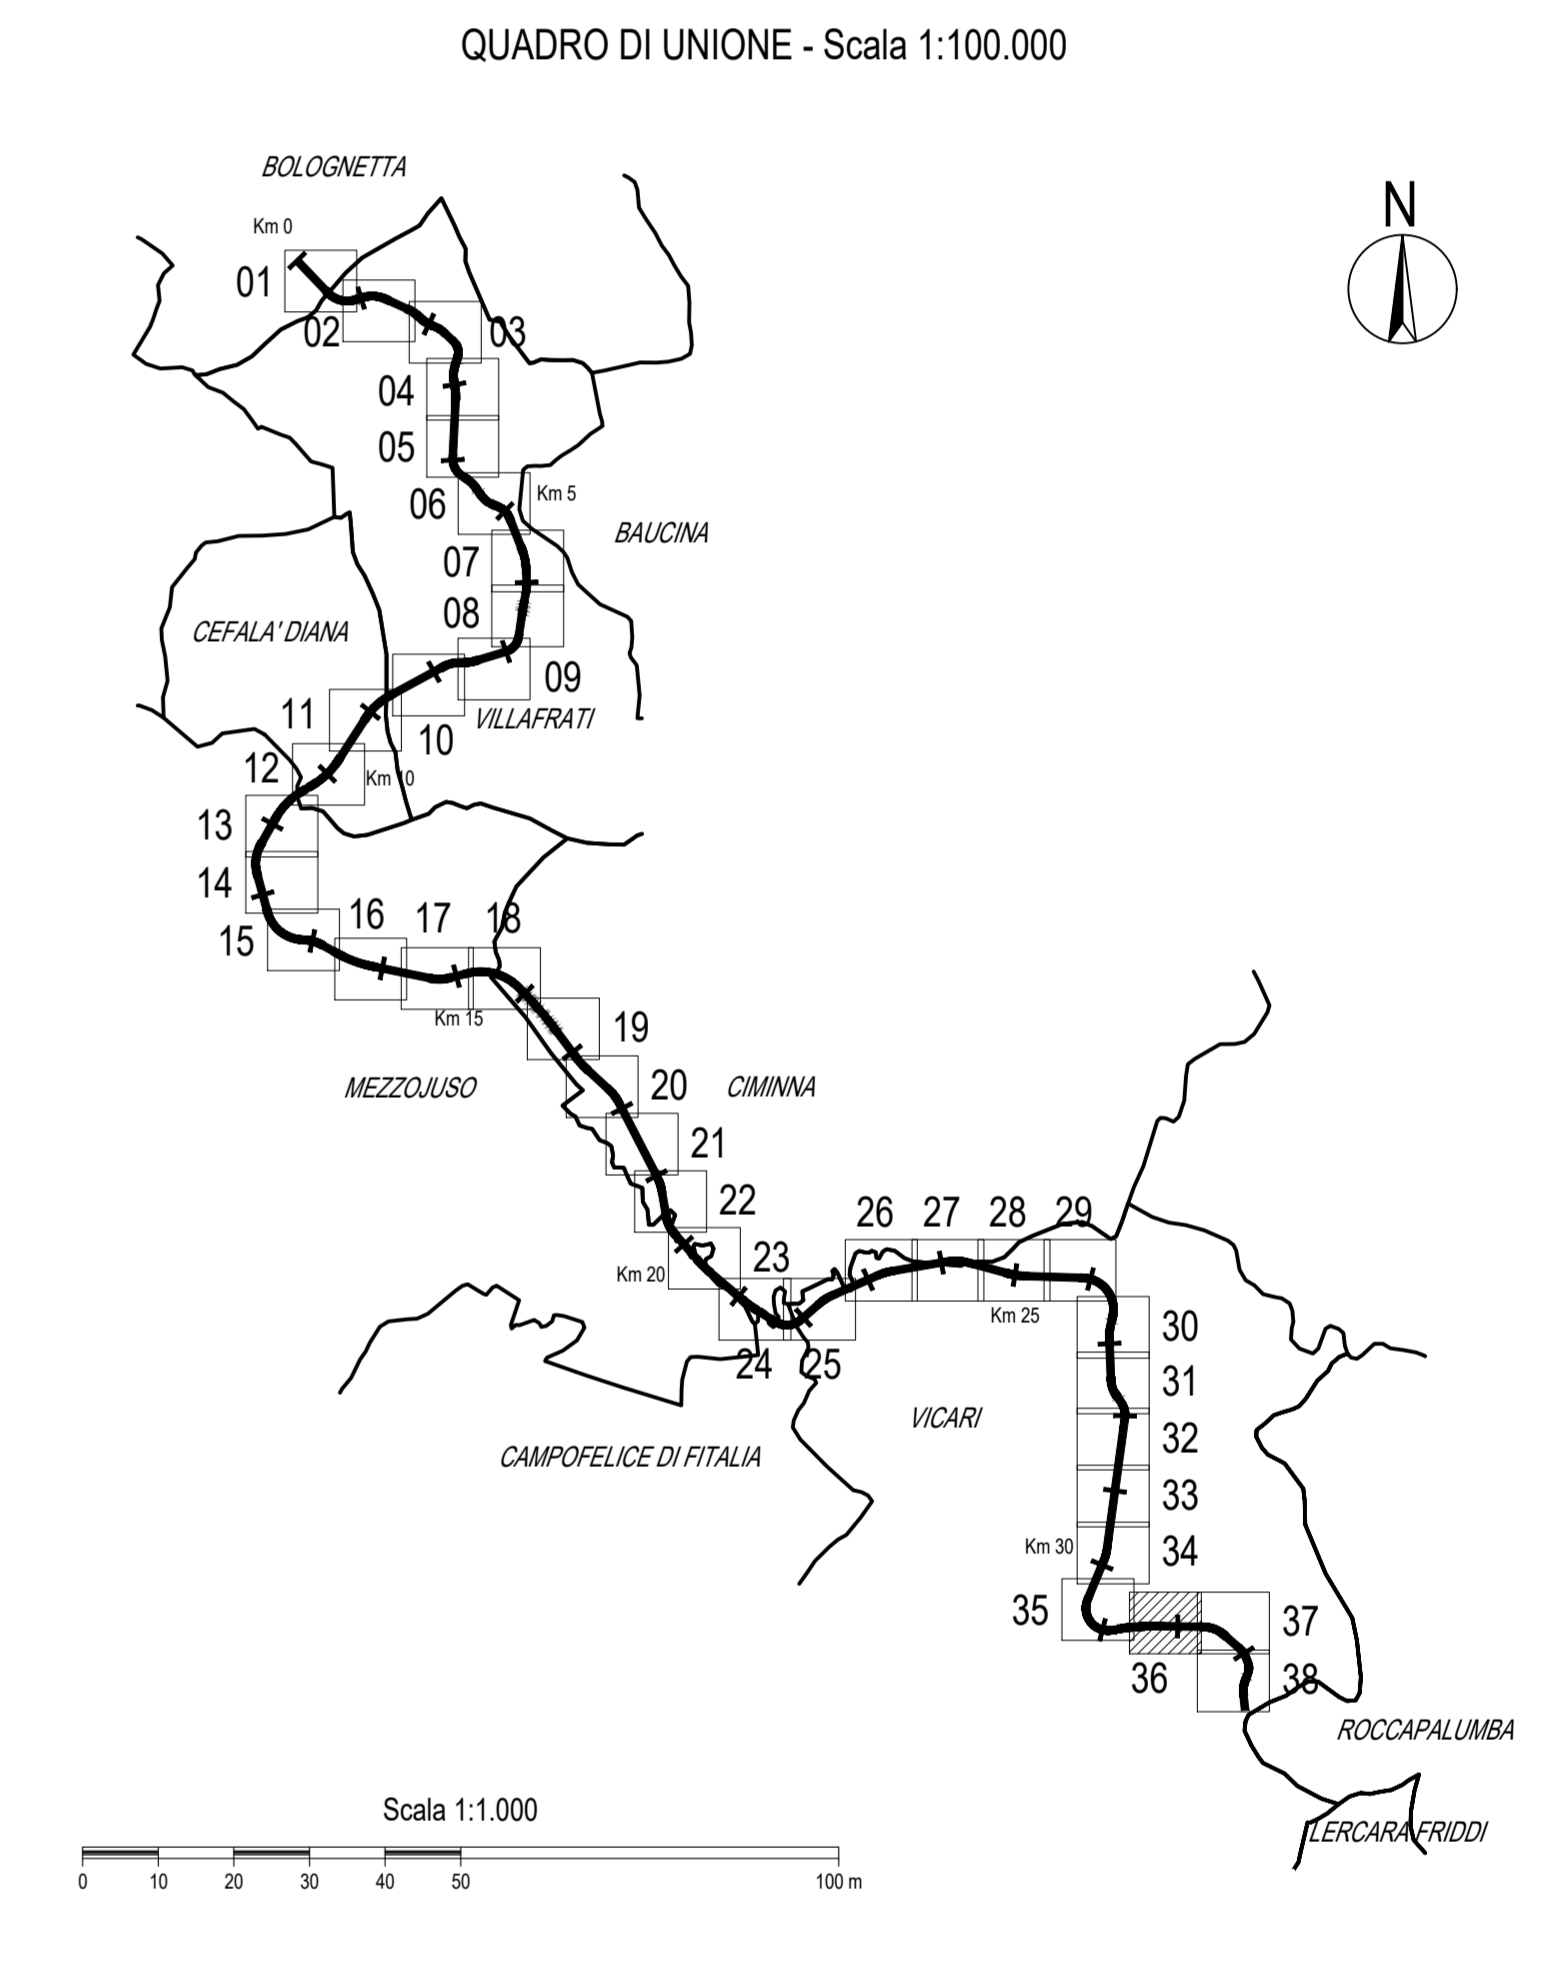 QUADRO DI UNIONE - Scala 1:100.000
BOLOGNETTA
N
Km 0
01
02
03
04
05
06
Km 5
BAUCINA
07
08
CEFALA' DIANA
09
11
VILLAFRATI
10
12
Km 10
13
14
16
17
18
15
Km 15
19
MEZZOJUSO
CIMINNA
20
21
22
26
27
28
29
23
Km 20
Km 25
30
24
25
31
VICARI
32
CAMPOFELICE DI FITALIA
33
Km 30
34
35
37
36
38
ROCCAPALUMBA
Scala 1:1.000
LERCARA FRIDDI
0 10 20 30 40 50 100 m